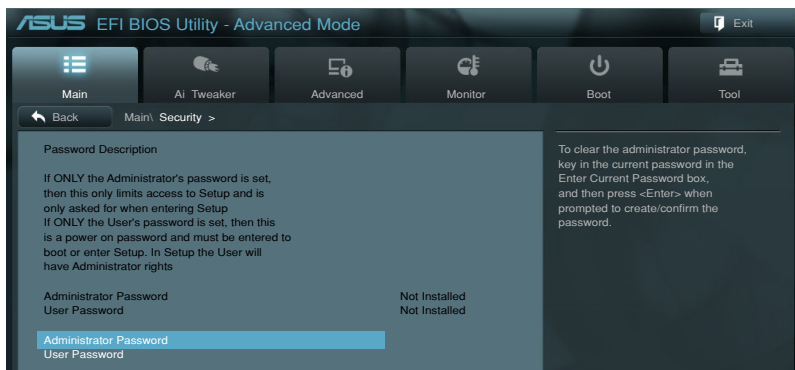 ASUS EFI BIOS Utility - Advanced Mode
Exit
Main
Ai Tweaker
Advanced
Monitor
Boot
Tool
Back
Main\ Security >
Password Description
If ONLY the Administrator's password is set,
then this only limits access to Setup and is
only asked for when entering Setup
If ONLY the User's password is set, then this
is a power on password and must be entered to
boot or enter Setup. In Setup the User will
have Administrator rights
Administrator Password Not Installed
User Password Not Installed
Administrator Password
User Password
To clear the administrator password,
key in the current password in the
Enter Current Password box,
and then press <Enter> when
prompted to create/confirm the
password.